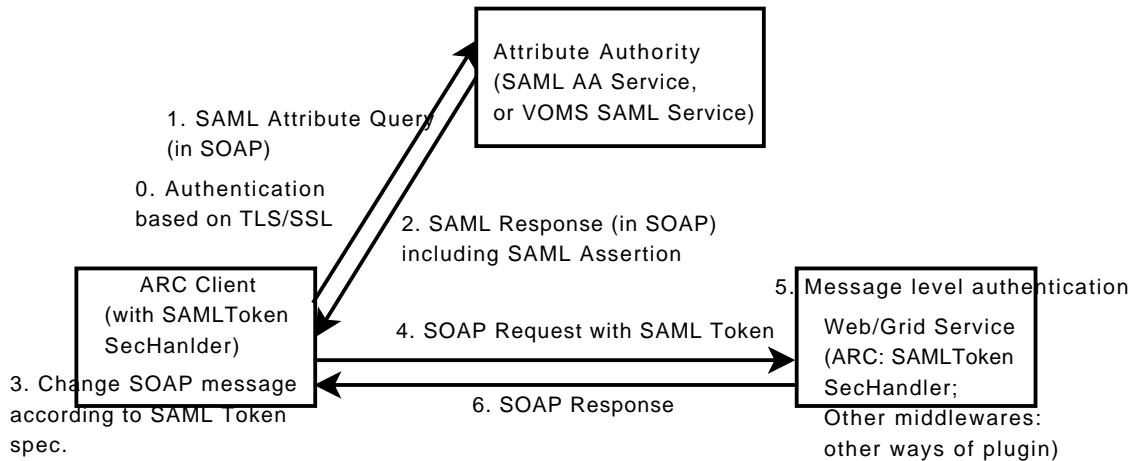 Attribute Authority
(SAML AA Service,
or VOMS SAML Service)
1. SAML Attribute Query
(in SOAP)
0. Authentication
based on TLS/SSL
2. SAML Response (in SOAP)
including SAML Assertion
ARC Client
(with SAMLToken
SecHanlder)
3. Change SOAP message
according to SAML Token
spec.
4. SOAP Request with SAML Token
6. SOAP Response
5. Message level authentication
Web/Grid Service
(ARC: SAMLToken
SecHandler;
Other middlewares:
other ways of plugin)